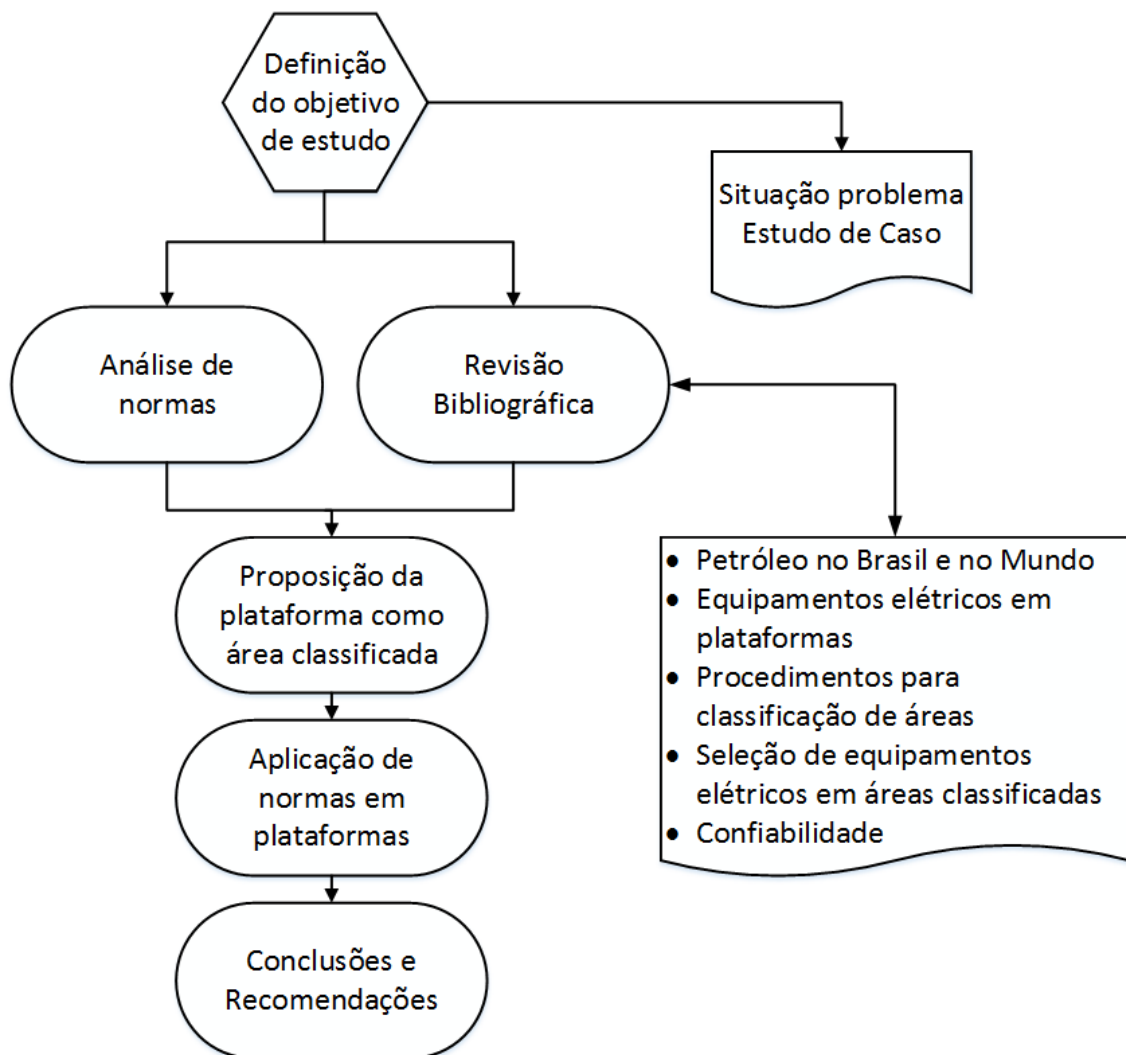 Definição
do objetivo
de estudo
Situação problema
Estudo de Caso
Análise de
normas
Revisão
Bibliográfica
Proposição da
plataforma como
área classificada
Aplicação de
normas em
plataformas
Conclusões e
Recomendações
• Petróleo no Brasil e no Mundo
• Equipamentos elétricos em
plataformas
• Procedimentos para
classificação de áreas
• Seleção de equipamentos
elétricos em áreas classificadas
• Confiabilidade